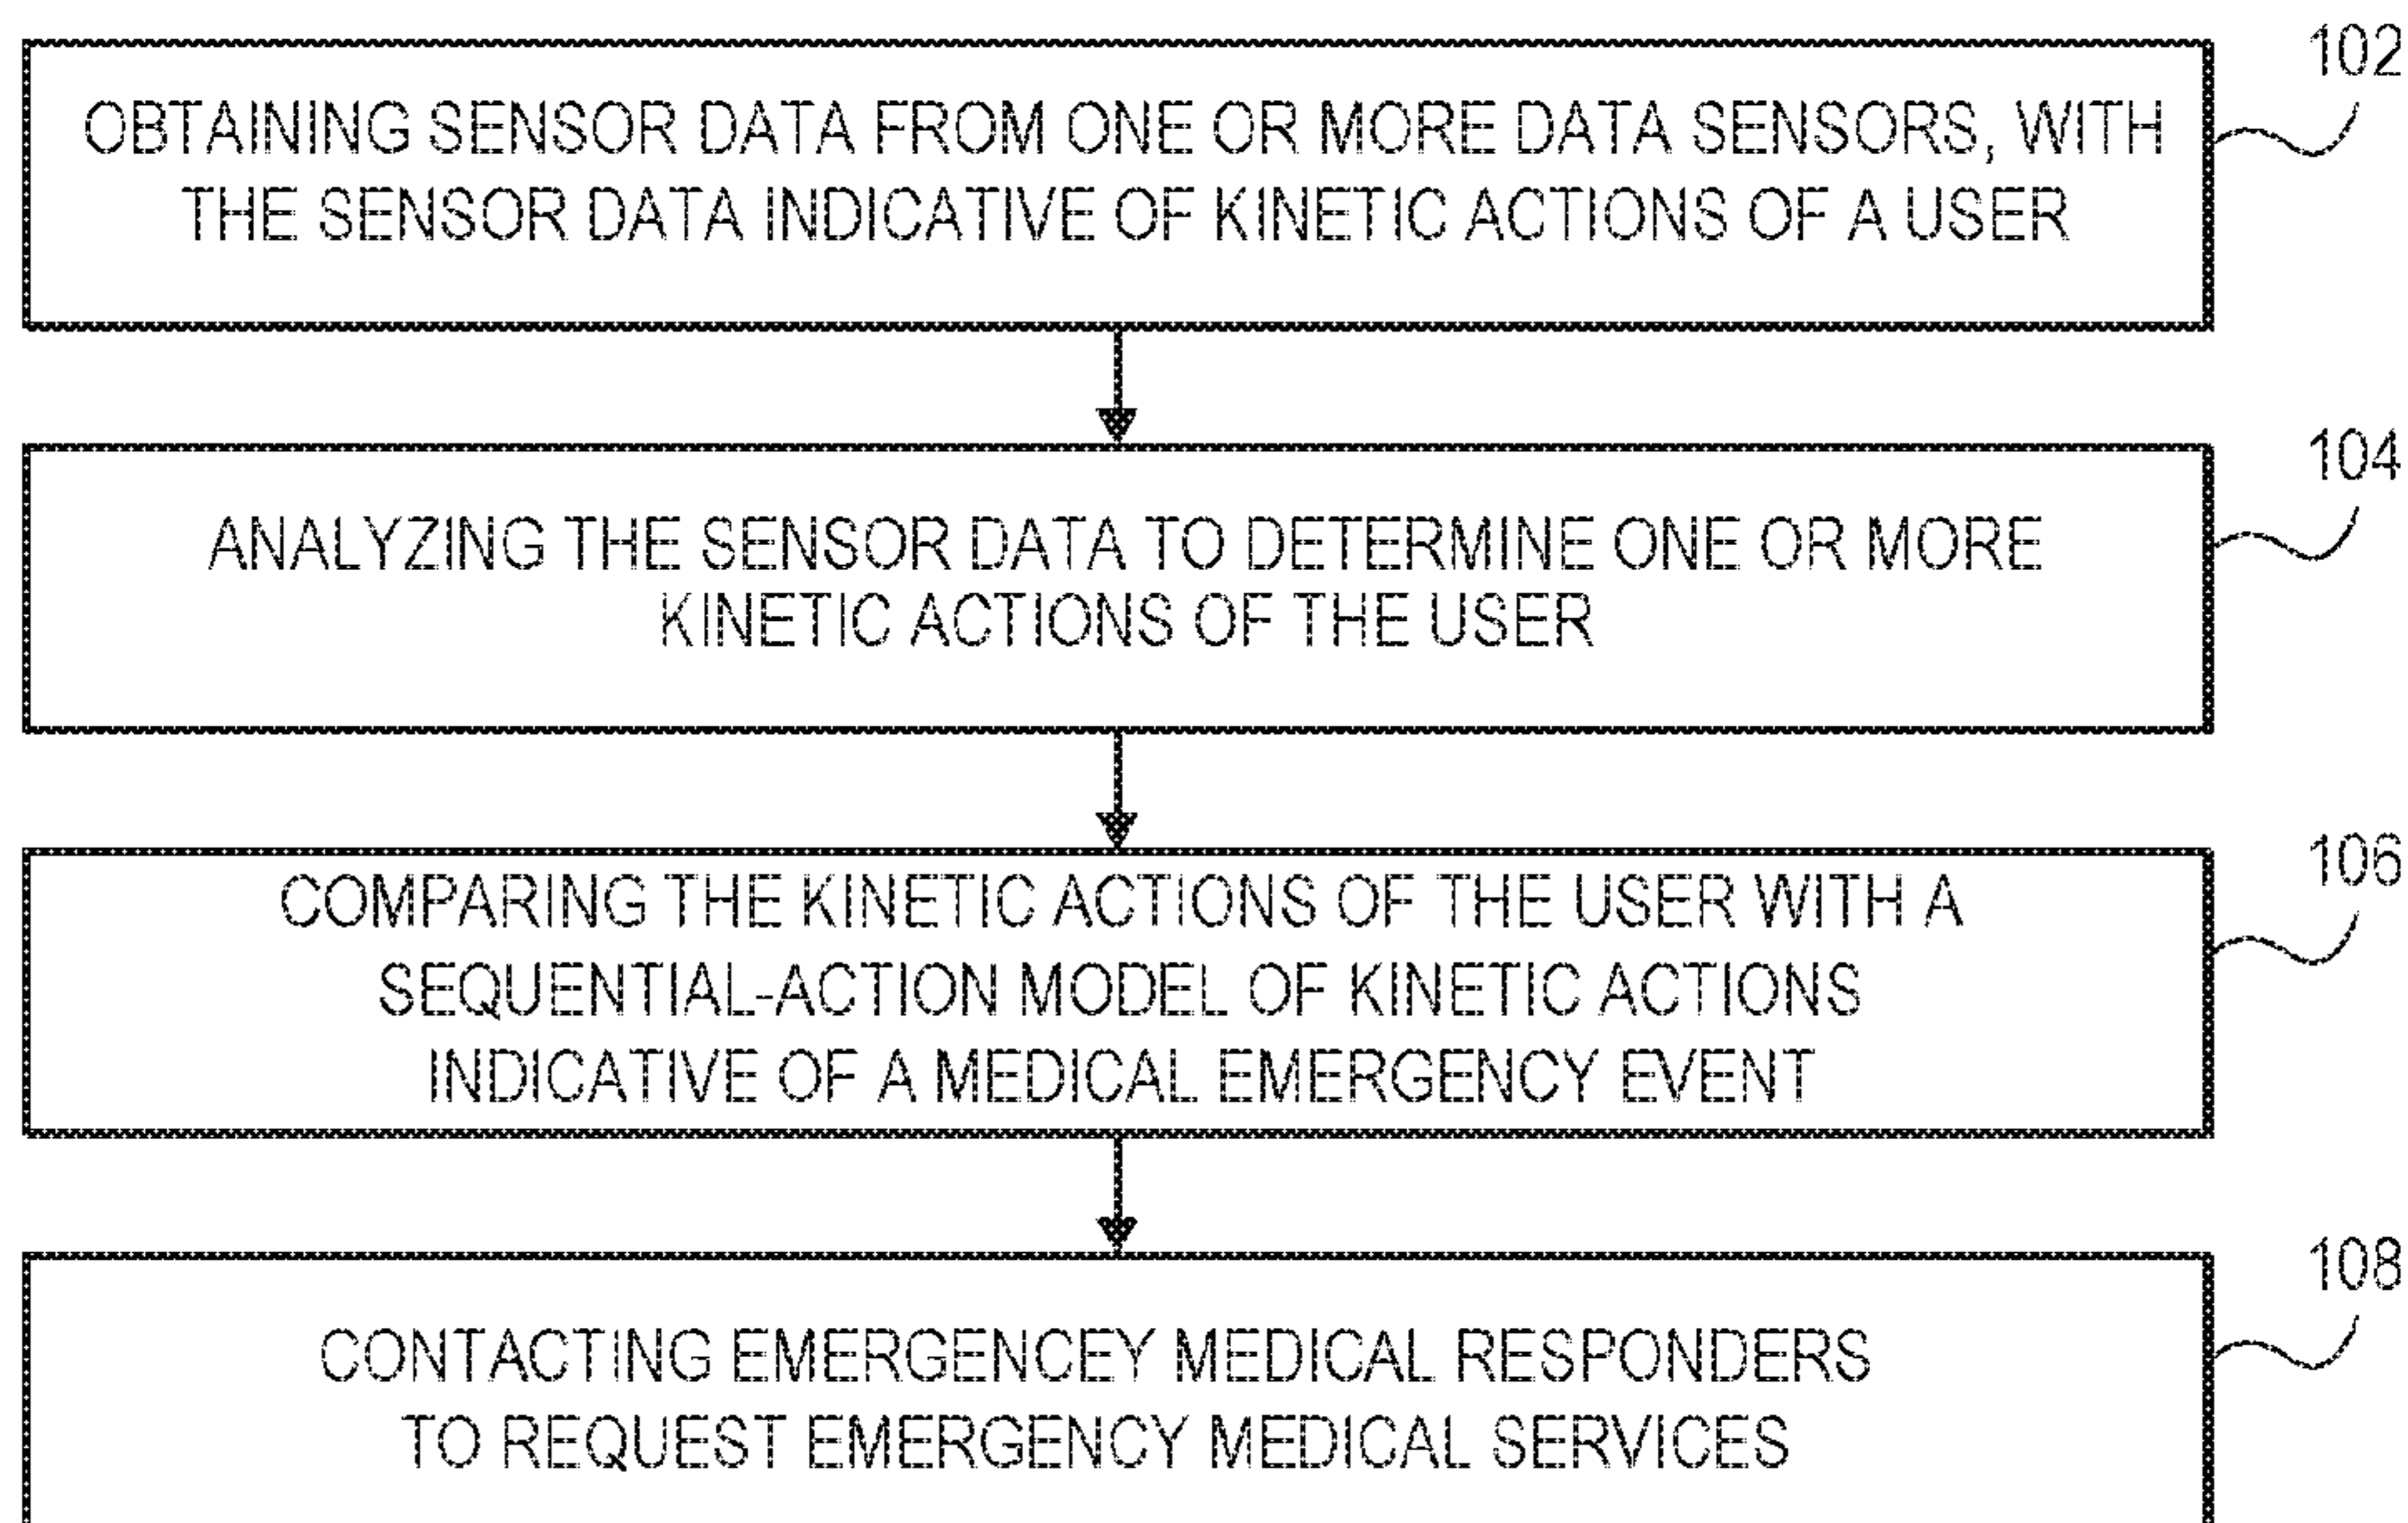 102
OBTAINING SENSOR DATA FROM ONE OR MORE DATA SENSORS, WITH
THE SENSOR DATA INDICATIVE OF KINETIC ACTIONS OF A USER
104
ANALYZING THE SENSOR DATA TO DETERMINE ONE OR MORE
KINETIC ACTIONS OF THE USER
106
COMPARING THE KINETIC ACTIONS OF THE USER WITH A
SEQUENTIAL-ACTION MODEL OF KINETIC ACTIONS
INDICATIVE OF A MEDICAL EMERGENCY EVENT
108
CONTACTING EMERGENCEY MEDICAL RESPONDERS
TO REQUEST EMERGENCY MEDICAL SERVICES